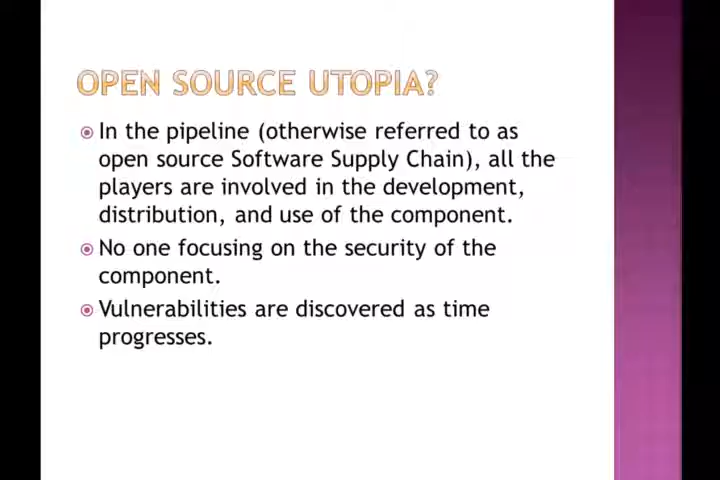 OPEN SOURCE UTOPIA?
In the pipeline (otherwise referred to as
open source Software Supply Chain), all the
players are involved in the development,
distribution, and use of the component.
No one focusing on the security of the
component.
Vulnerabilities are discovered as time
progresses.